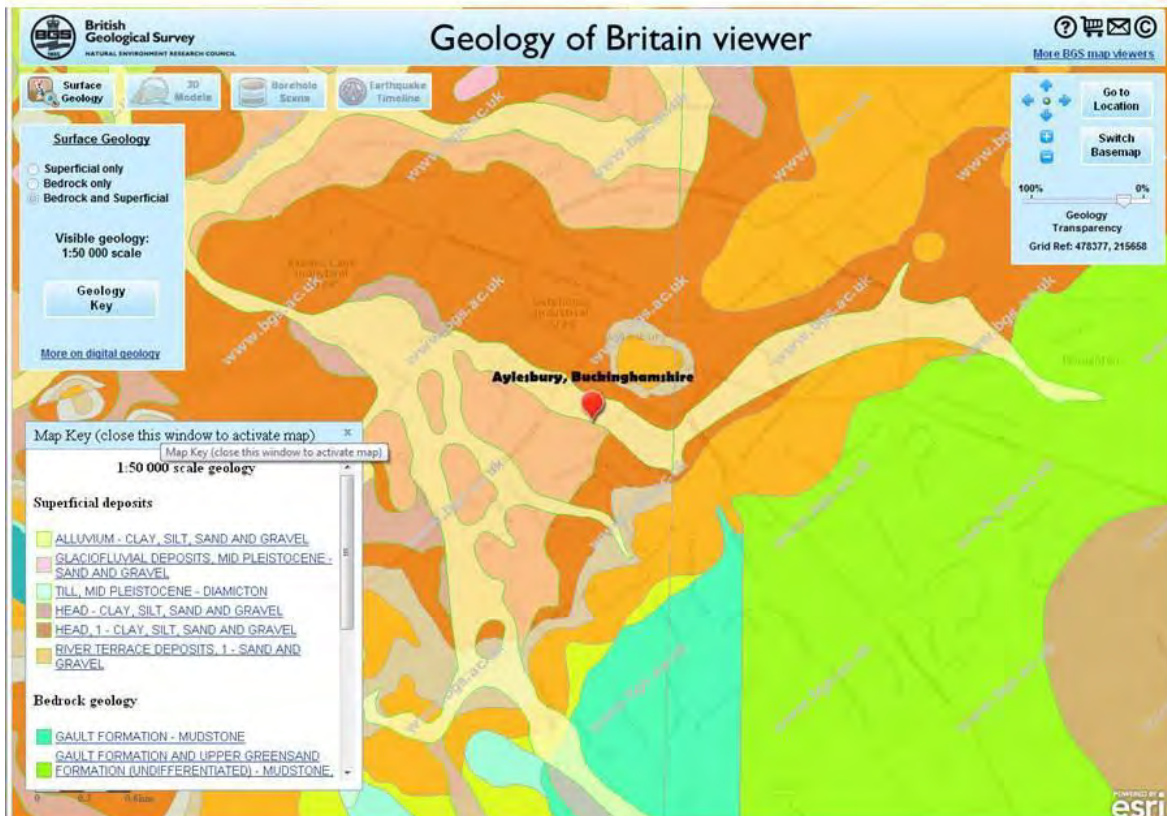 British
Geological Survey
NATURAL ENVIRONMENT RESEARCH COUNCIL
Geology of Britain viewer
More BGS map viewers
Surface
Geology
3D
Models
Borehole
Scans
Earthquake
Timeline
Surface Geology
Superficial only
Bedrock only
Bedrock and Superficial
Visible geology:
1:50 000 scale
Geology
Key
More on digital geology
Go to
Location
Switch
Basemap
100% 0%
Geology
Transparency
Grid Ref: 478377, 215658
www.bgs.ac.uk
Aylesbury, Buckinghamshire
Map Key (close this window to activate map) x
Map Key (close this window to activate map)
1:50 000 scale geology
Superficial deposits
ALLUVIUM - CLAY, SILT, SAND AND GRAVEL
GLACIOFLUVIAL DEPOSITS, MID PLEISTOCENE -
SAND AND GRAVEL
TILL, MID PLEISTOCENE - DIAMICTON
HEAD - CLAY, SILT, SAND AND GRAVEL
HEAD, 1 - CLAY, SILT, SAND AND GRAVEL
RIVER TERRACE DEPOSITS, 1 - SAND AND
GRAVEL
Bedrock geology
GAULT FORMATION - MUDSTONE
GAULT FORMATION AND UPPER GREENSAND
FORMATION (UNDIFFERENTIATED) - MUDSTONE,
POWERED BY
esri